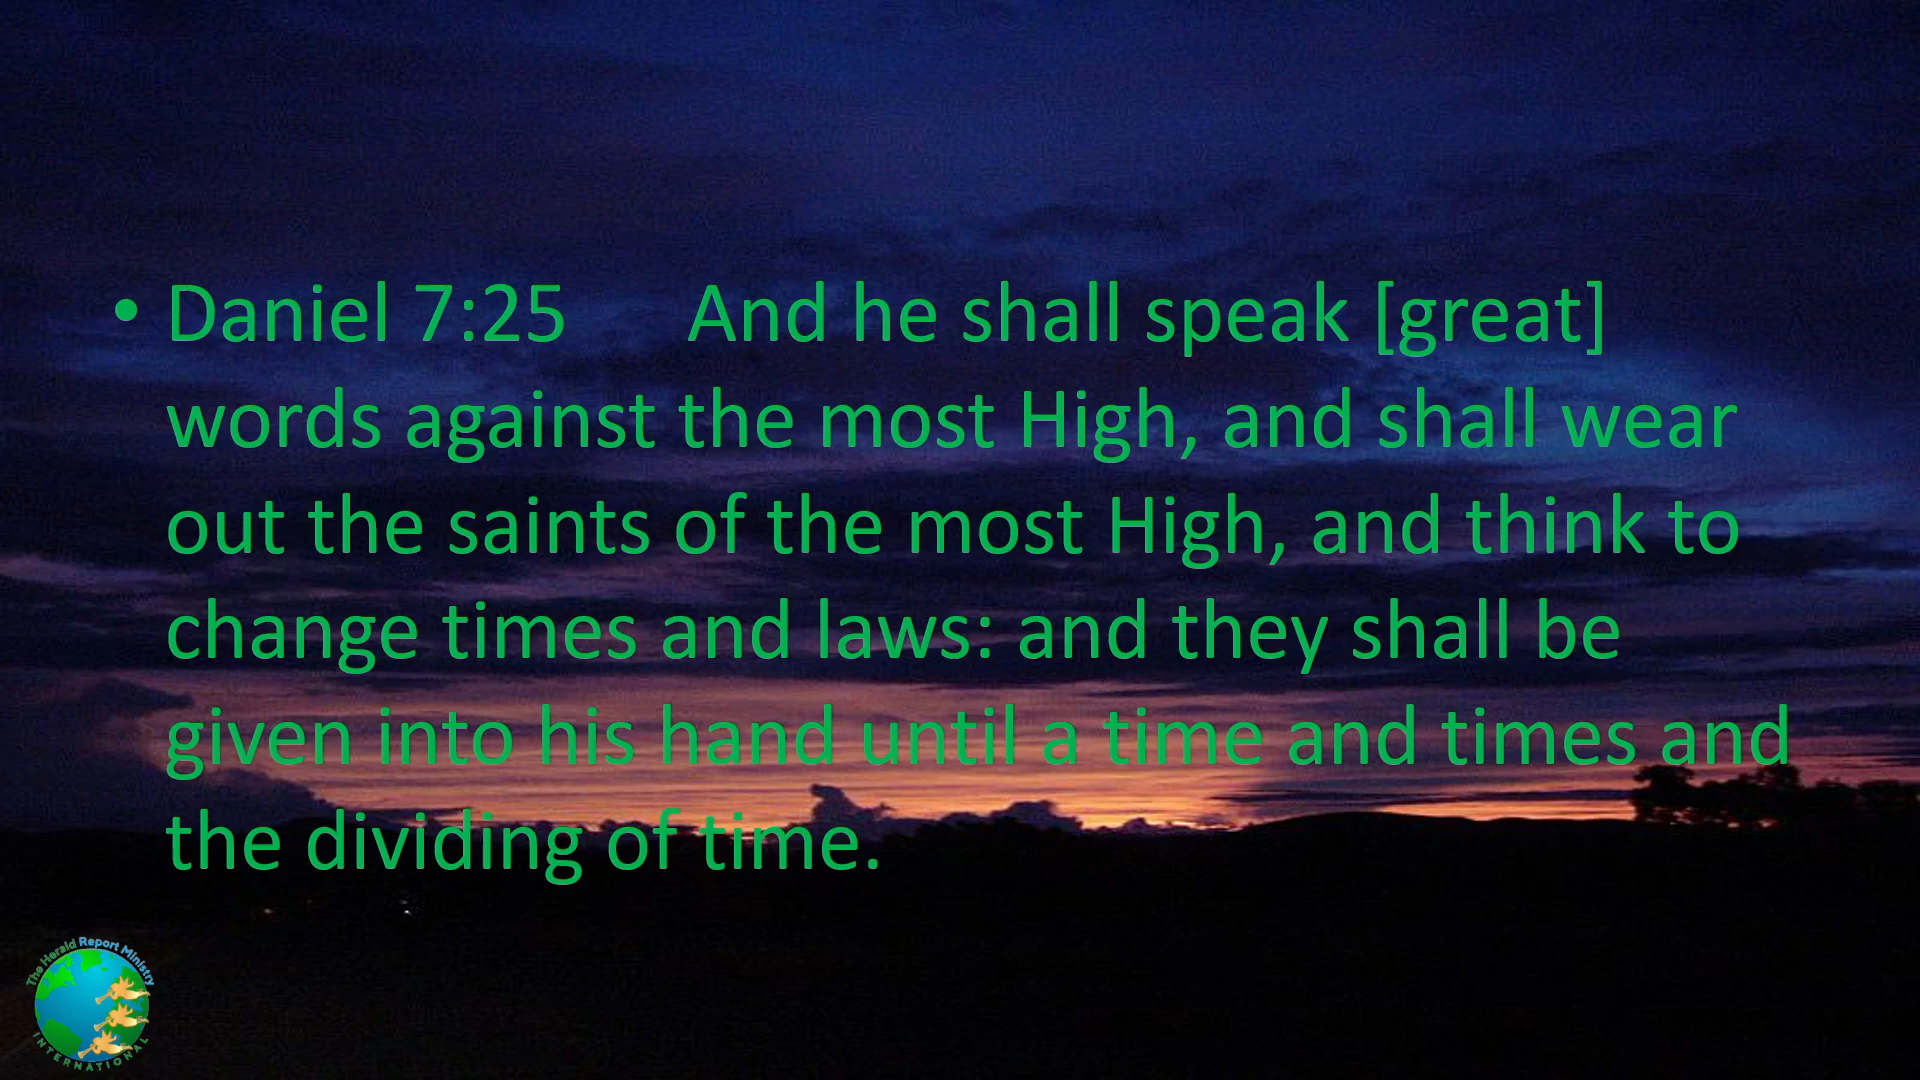 • Daniel 7:25 And he shall speak [great]
words against the most High, and shall wear
out the saints of the most High, and think to
change times and laws: and they shall be
given into his hand until a time and times and
the dividing of time.
The Herald Report Ministry
INTERNATIONAL